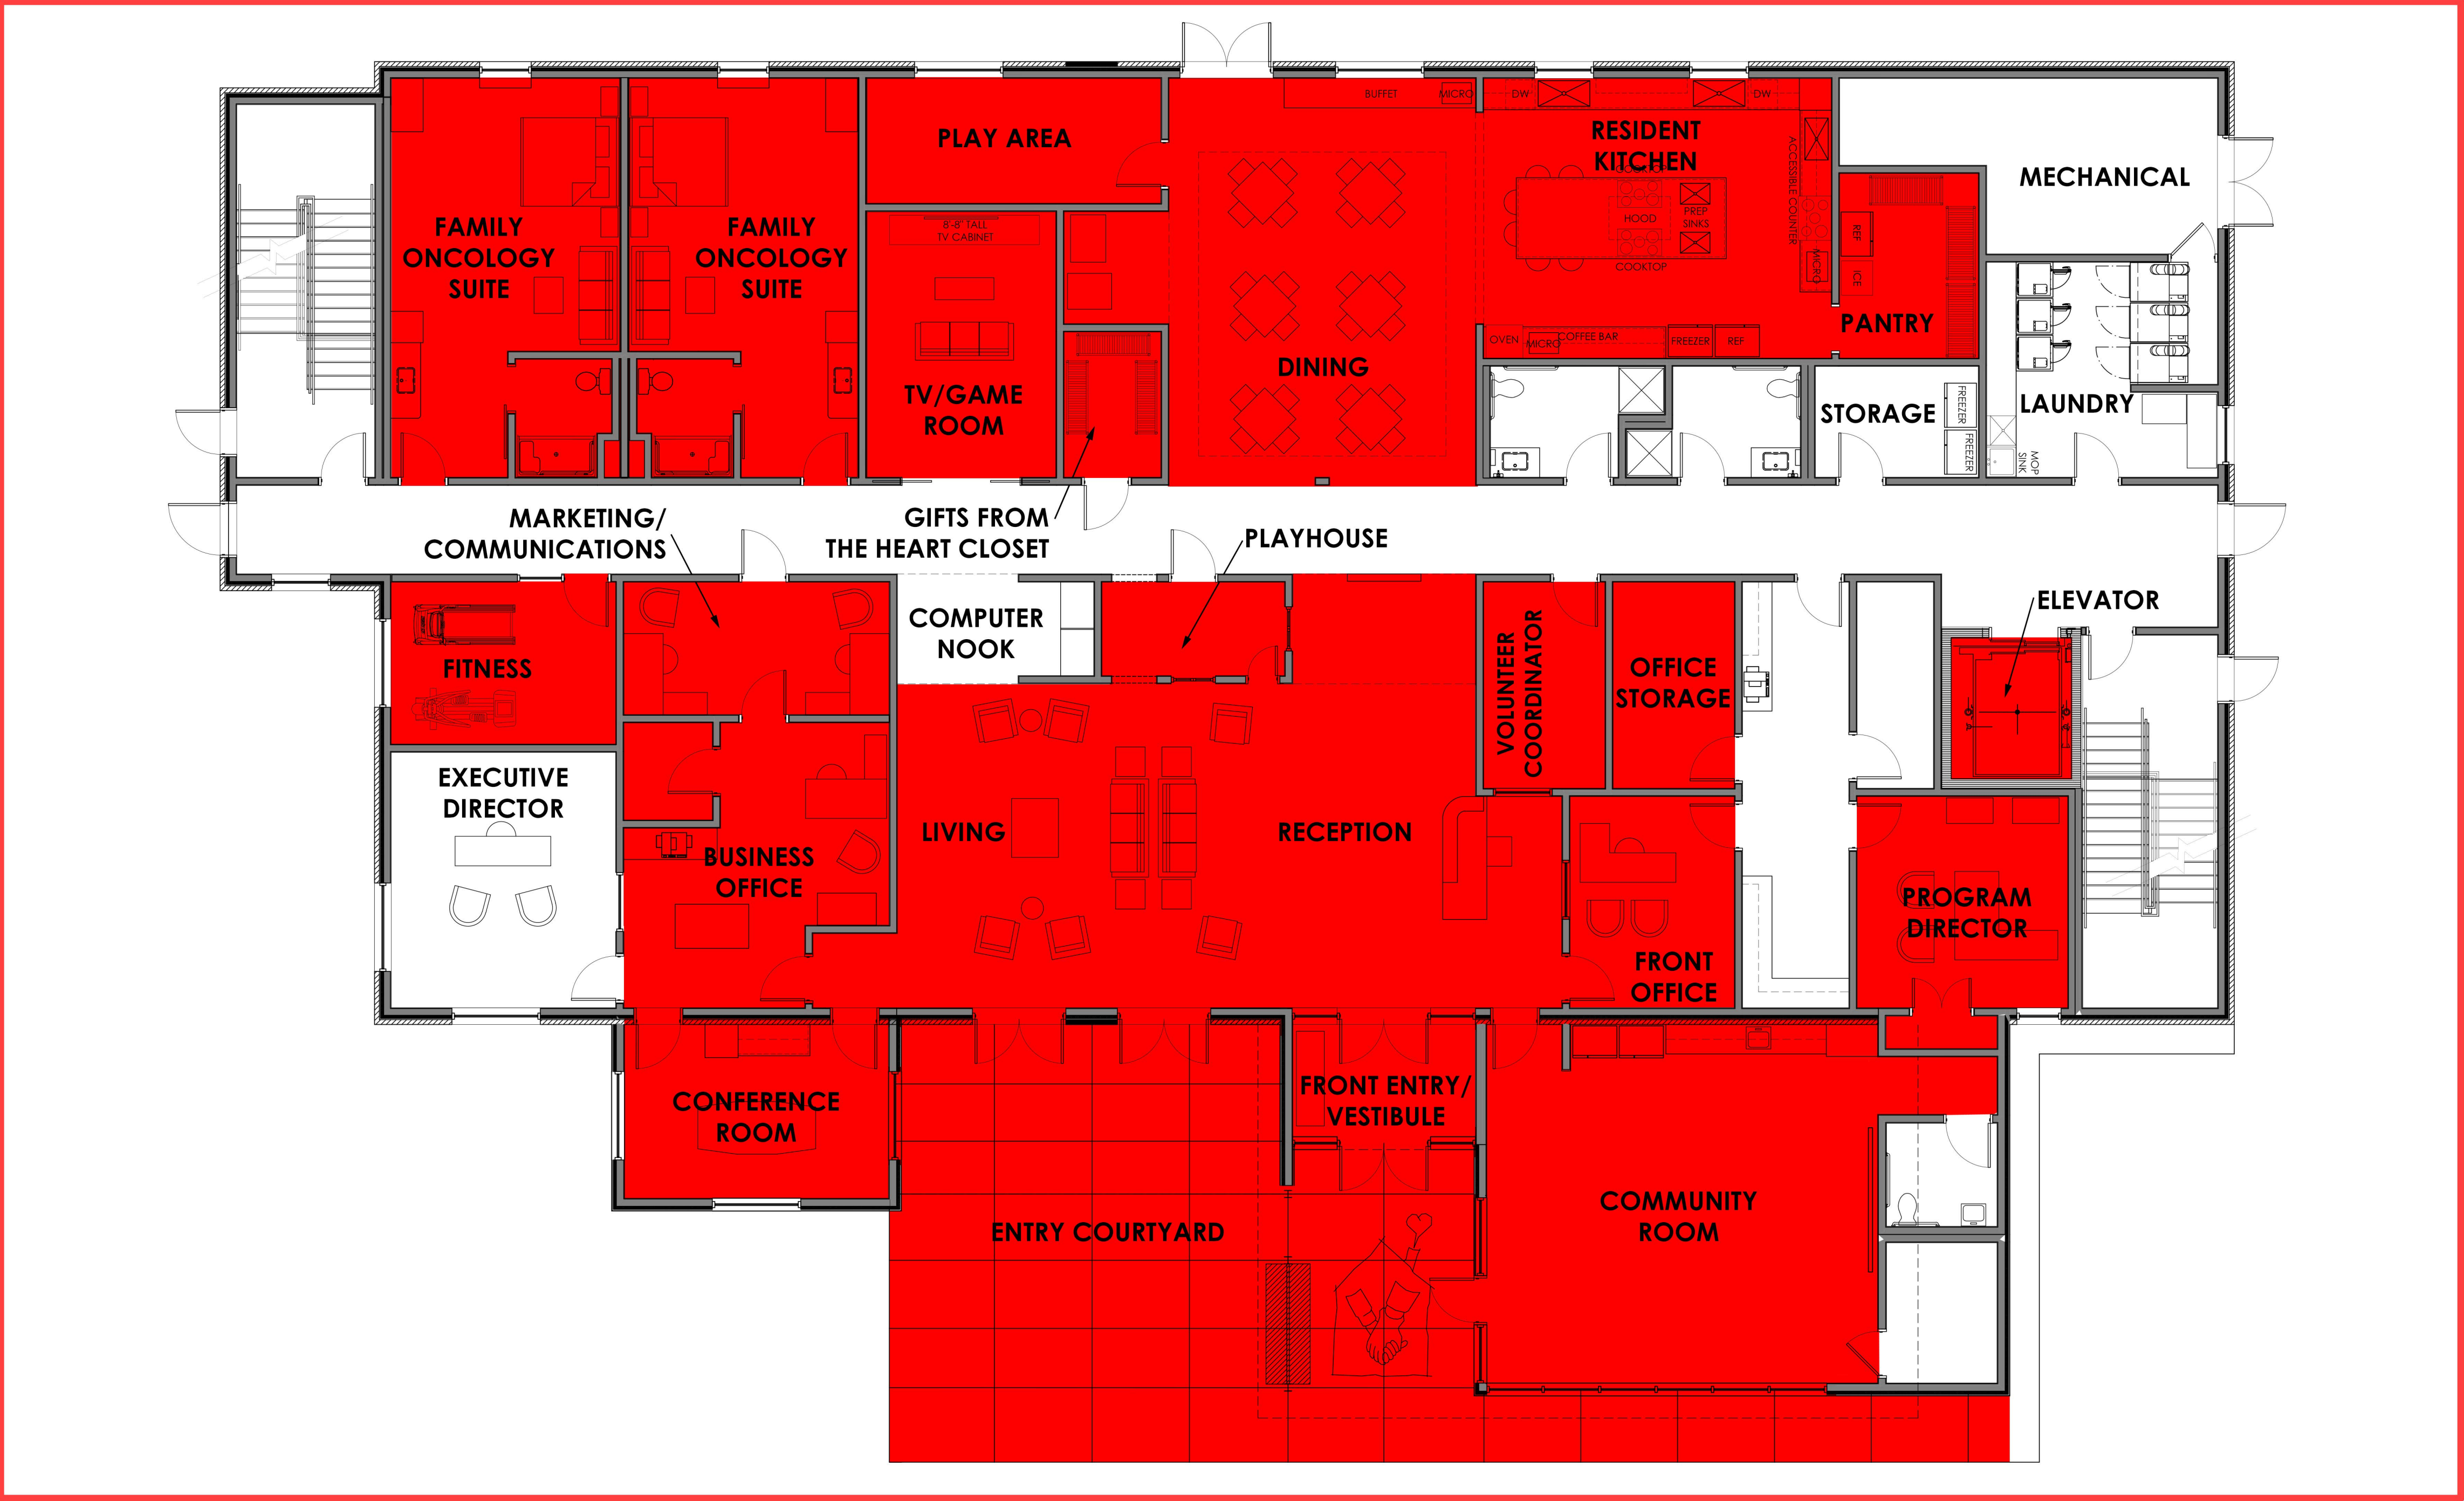 BUFFET
MICRO
DW
DW
PLAY AREA
RESIDENT
KITCHEN
COOKTOP
ACCESSIBLE COUNTER
MECHANICAL
FAMILY
ONCOLOGY
SUITE
FAMILY
ONCOLOGY
SUITE
8'-8" TALL
TV CABINET
HOOD
PREP
SINKS
COOKTOP
MICRO
REF
ICE
PANTRY
OVEN
MICRO
COFFEE BAR
FREEZER
REF
DINING
TV/GAME
ROOM
STORAGE
FREEZER
FREEZER
LAUNDRY
MOP
SINK
MARKETING/
COMMUNICATIONS
GIFTS FROM
THE HEART CLOSET
PLAYHOUSE
COMPUTER
NOOK
ELEVATOR
FITNESS
VOLUNTEER
COORDINATOR
OFFICE
STORAGE
EXECUTIVE
DIRECTOR
LIVING
RECEPTION
BUSINESS
OFFICE
PROGRAM
DIRECTOR
FRONT
OFFICE
CONFERENCE
ROOM
FRONT ENTRY/
VESTIBULE
ENTRY COURTYARD
COMMUNITY
ROOM